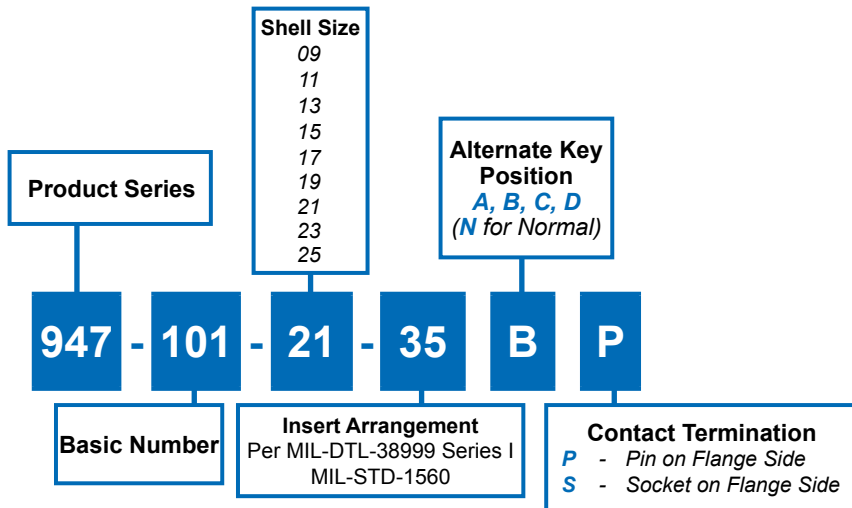 Shell Size
09
11
13
15
17
19
21
23
25
Product Series
Alternate Key
Position
A, B, C, D
(N for Normal)
947 - 101 - 21 - 35 B P
Basic Number
Insert Arrangement
Per MIL-DTL-38999 Series I
MIL-STD-1560
Contact Termination
P - Pin on Flange Side
S - Socket on Flange Side